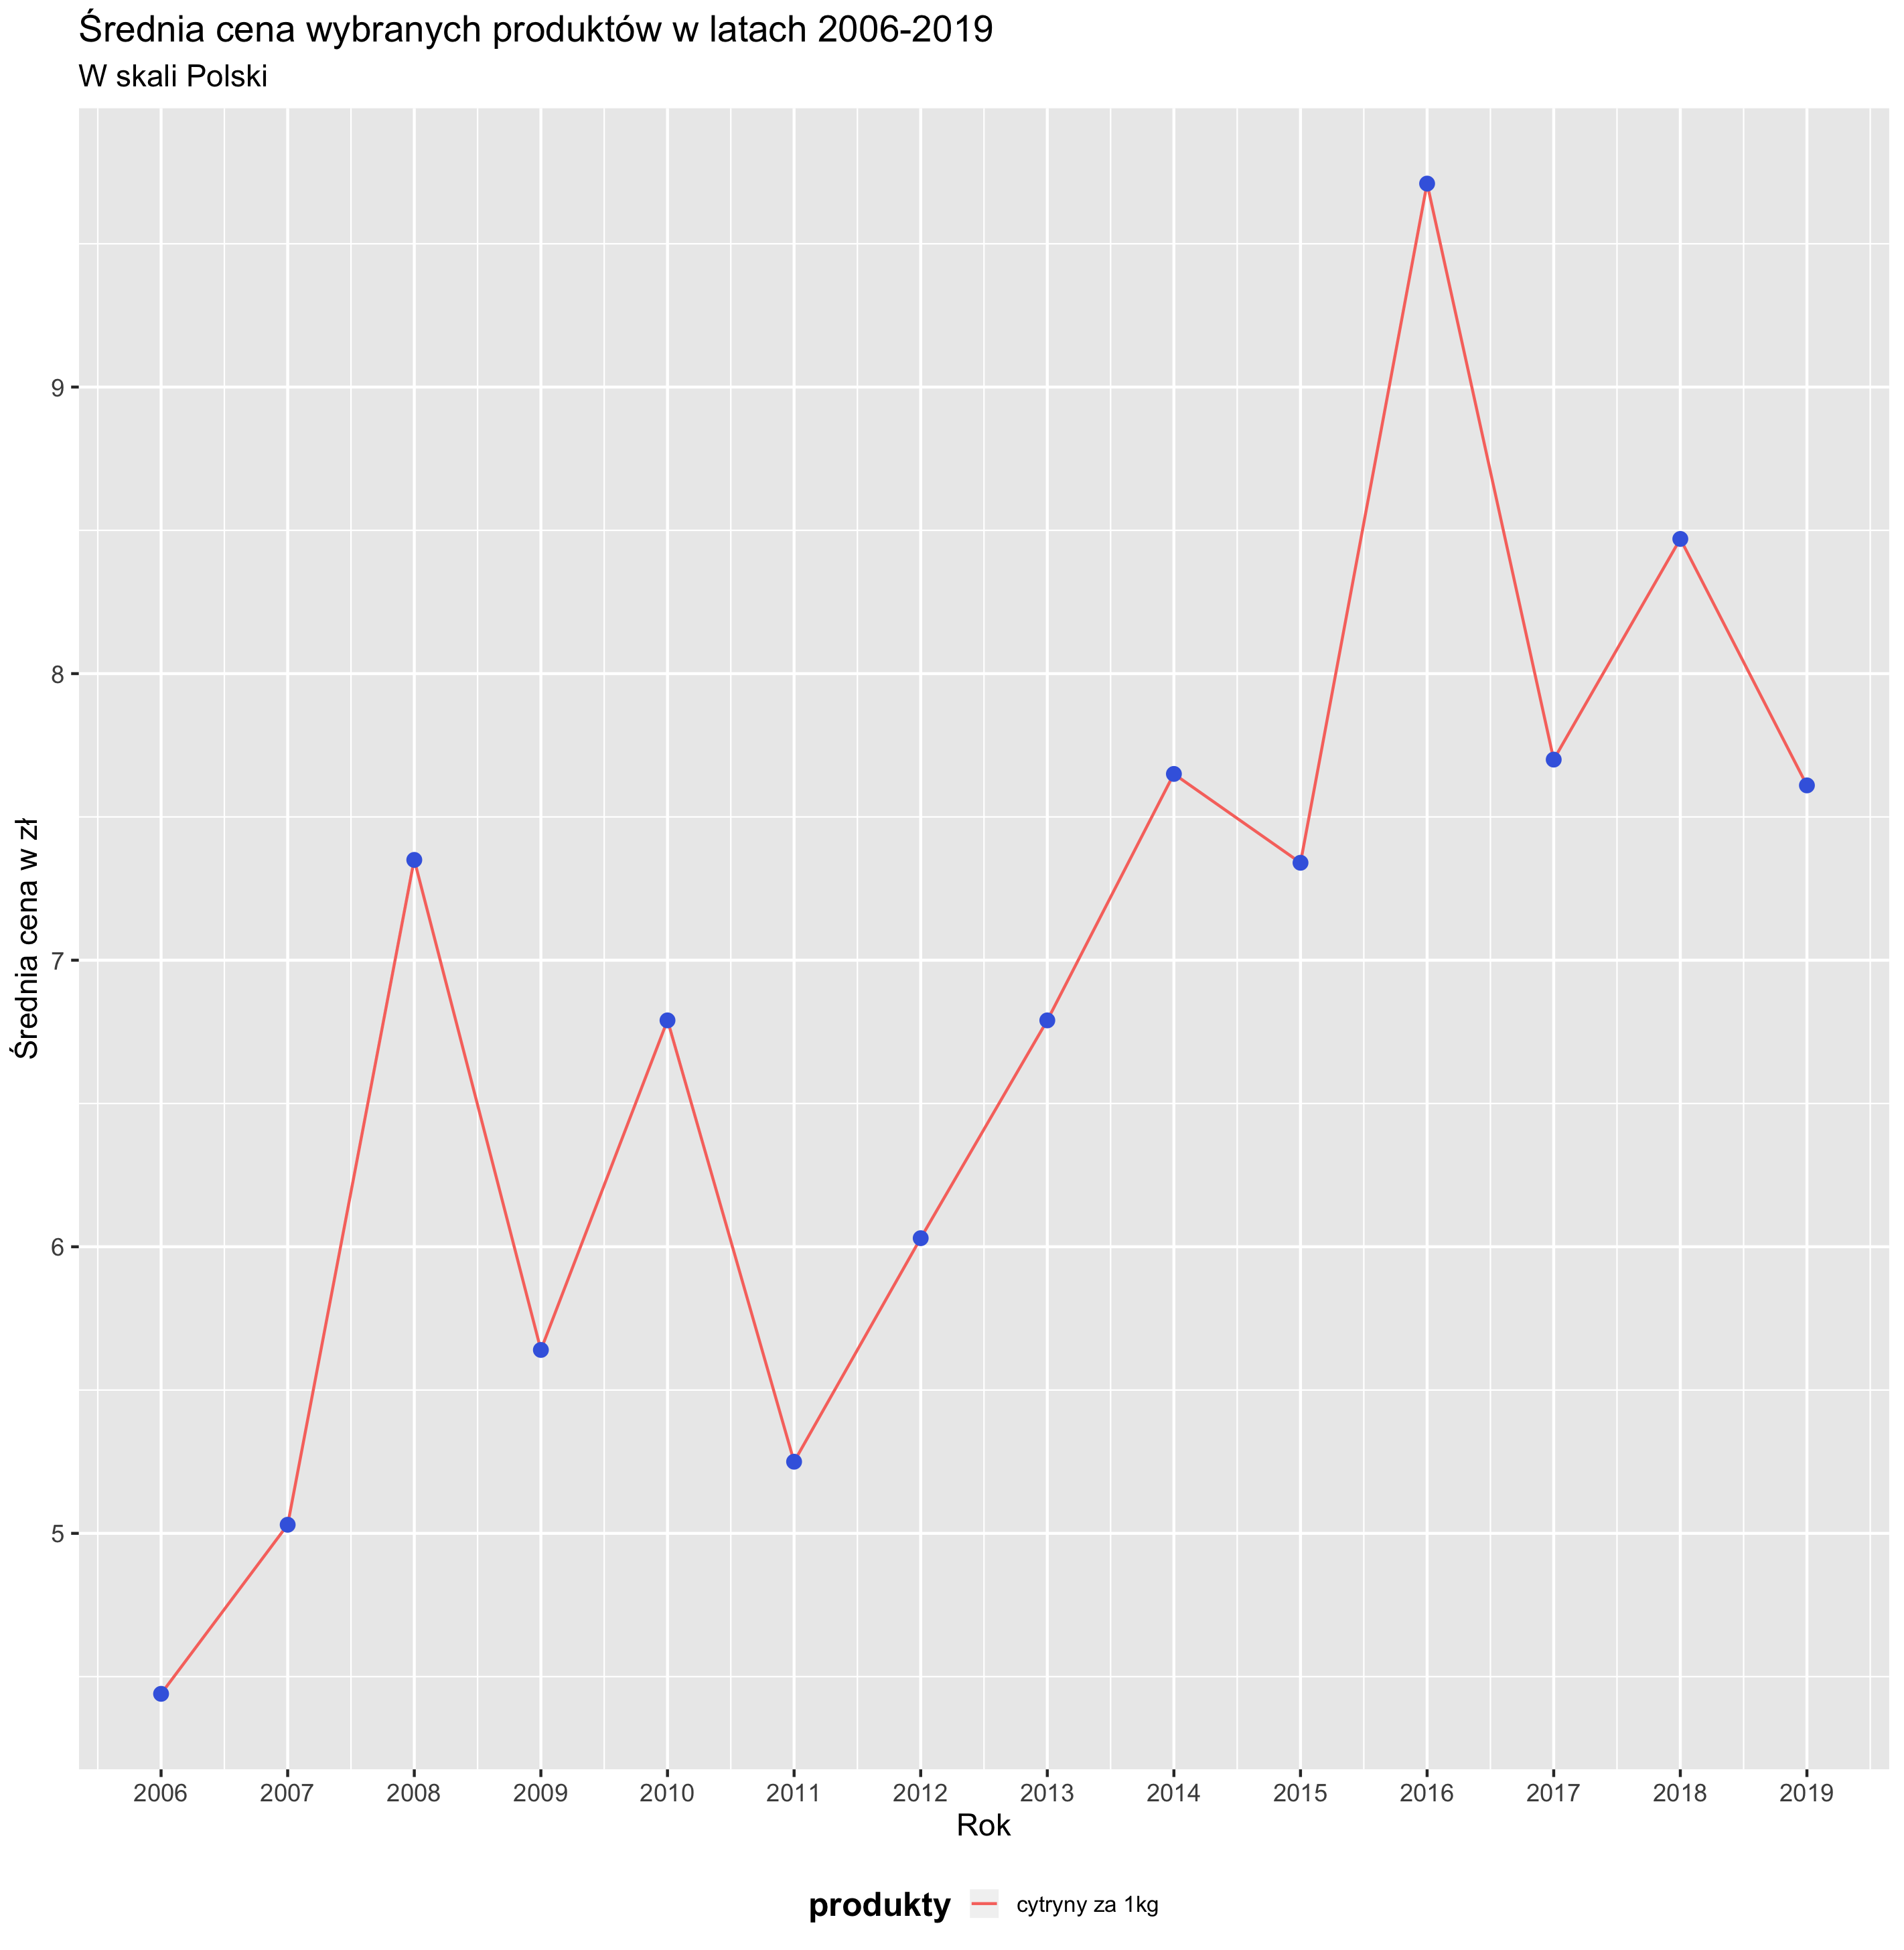 Średnia cena wybranych produktów w latach 2006-2019
W skali Polski
Średnia cena w zł
9
8
7
6
5
2006 2007 2008 2009 2010 2011 2012 2013 2014 2015 2016 2017 2018 2019
Rok
produkty cytryny za 1kg